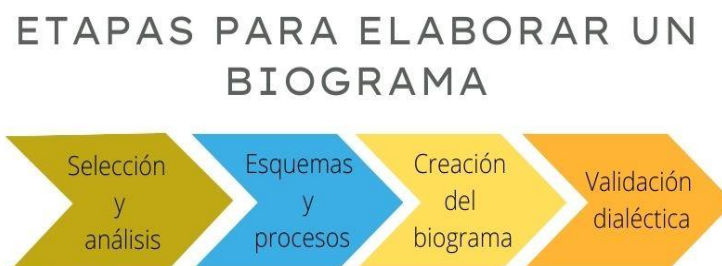 ETAPAS PARA ELABORAR UN
BIOGRAMA
Selección
y
análisis
Esquemas
y
procesos
Creación
del
biograma
Validación
dialéctica